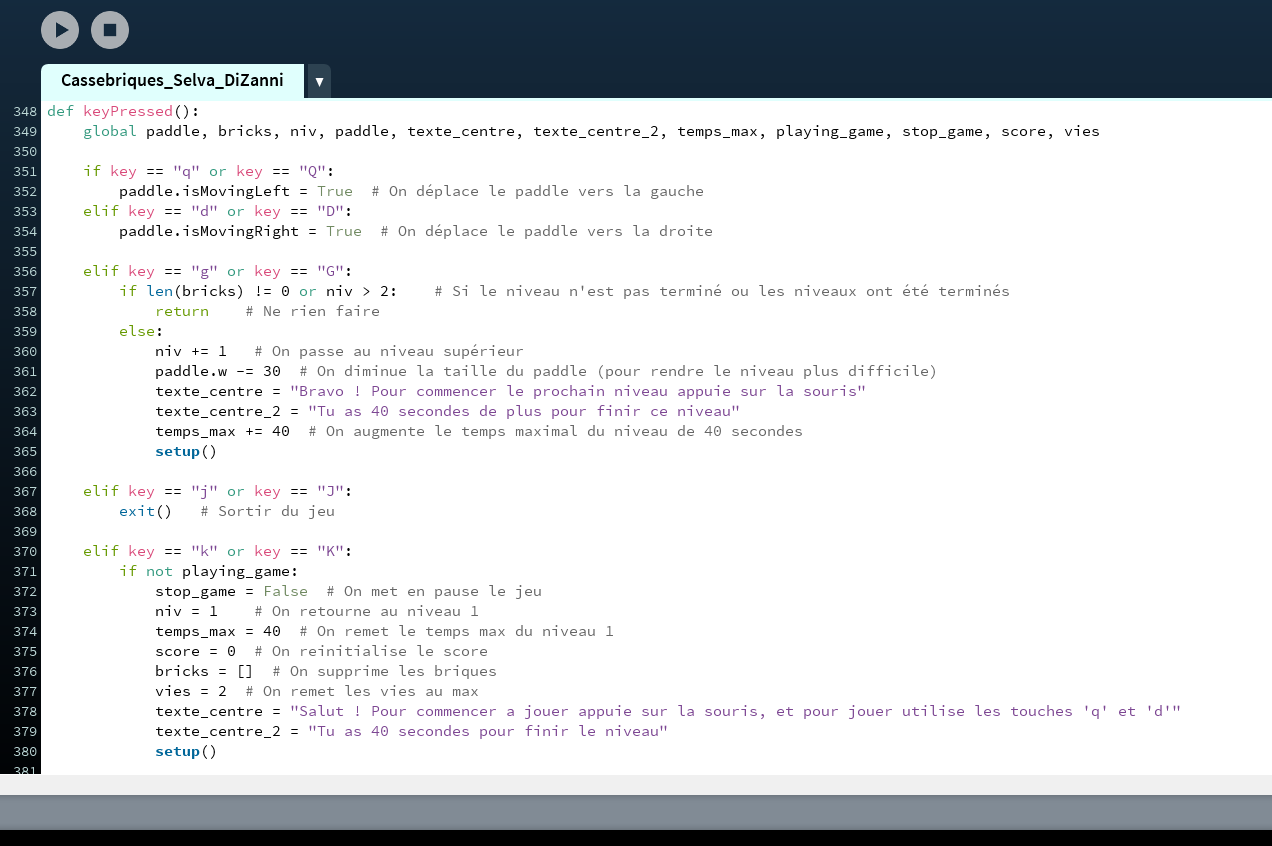 Cassebriques_Selva_DiZanni ▼
348 def keyPressed():
349     global paddle, bricks, niv, paddle, texte_centre, texte_centre_2, temps_max, playing_game, stop_game, score, vies
350
351     if key == "q" or key == "Q":
352         paddle.isMovingLeft = True  # On déplace le paddle vers la gauche
353     elif key == "d" or key == "D":
354         paddle.isMovingRight = True  # On déplace le paddle vers la droite
355
356     elif key == "g" or key == "G":
357         if len(bricks) != 0 or niv > 2:    # Si le niveau n'est pas terminé ou les niveaux ont été terminés
358             return    # Ne rien faire
359         else:
360             niv += 1   # On passe au niveau supérieur
361             paddle.w -= 30  # On diminue la taille du paddle (pour rendre le niveau plus difficile)
362             texte_centre = "Bravo ! Pour commencer le prochain niveau appuie sur la souris"
363             texte_centre_2 = "Tu as 40 secondes de plus pour finir ce niveau"
364             temps_max += 40  # On augmente le temps maximal du niveau de 40 secondes
365             setup()
366
367     elif key == "j" or key == "J":
368         exit()   # Sortir du jeu
369
370     elif key == "k" or key == "K":
371         if not playing_game:
372             stop_game = False  # On met en pause le jeu
373             niv = 1    # On retourne au niveau 1
374             temps_max = 40  # On remet le temps max du niveau 1
375             score = 0  # On reinitialise le score
376             bricks = []  # On supprime les briques
377             vies = 2  # On remet les vies au max
378             texte_centre = "Salut ! Pour commencer a jouer appuie sur la souris, et pour jouer utilise les touches 'q' et 'd'"
379             texte_centre_2 = "Tu as 40 secondes pour finir le niveau"
380             setup()
381